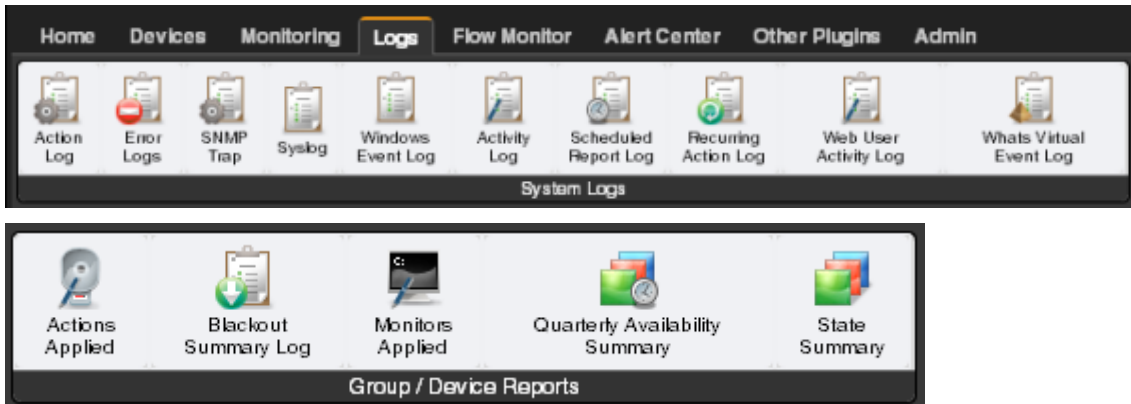 Home Devices Monitoring Logs Flow Monitor Alert Center Other Plugins Admin
Action Log
Error Logs
SNMP Trap
Syslog
Windows Event Log
Activity Log
Scheduled Report Log
Recurring Action Log
Web User Activity Log
Whats Virtual Event Log
System Logs
C:
Actions Applied
Blackout Summary Log
Monitors Applied
Quarterly Availability Summary
State Summary
Group / Device Reports